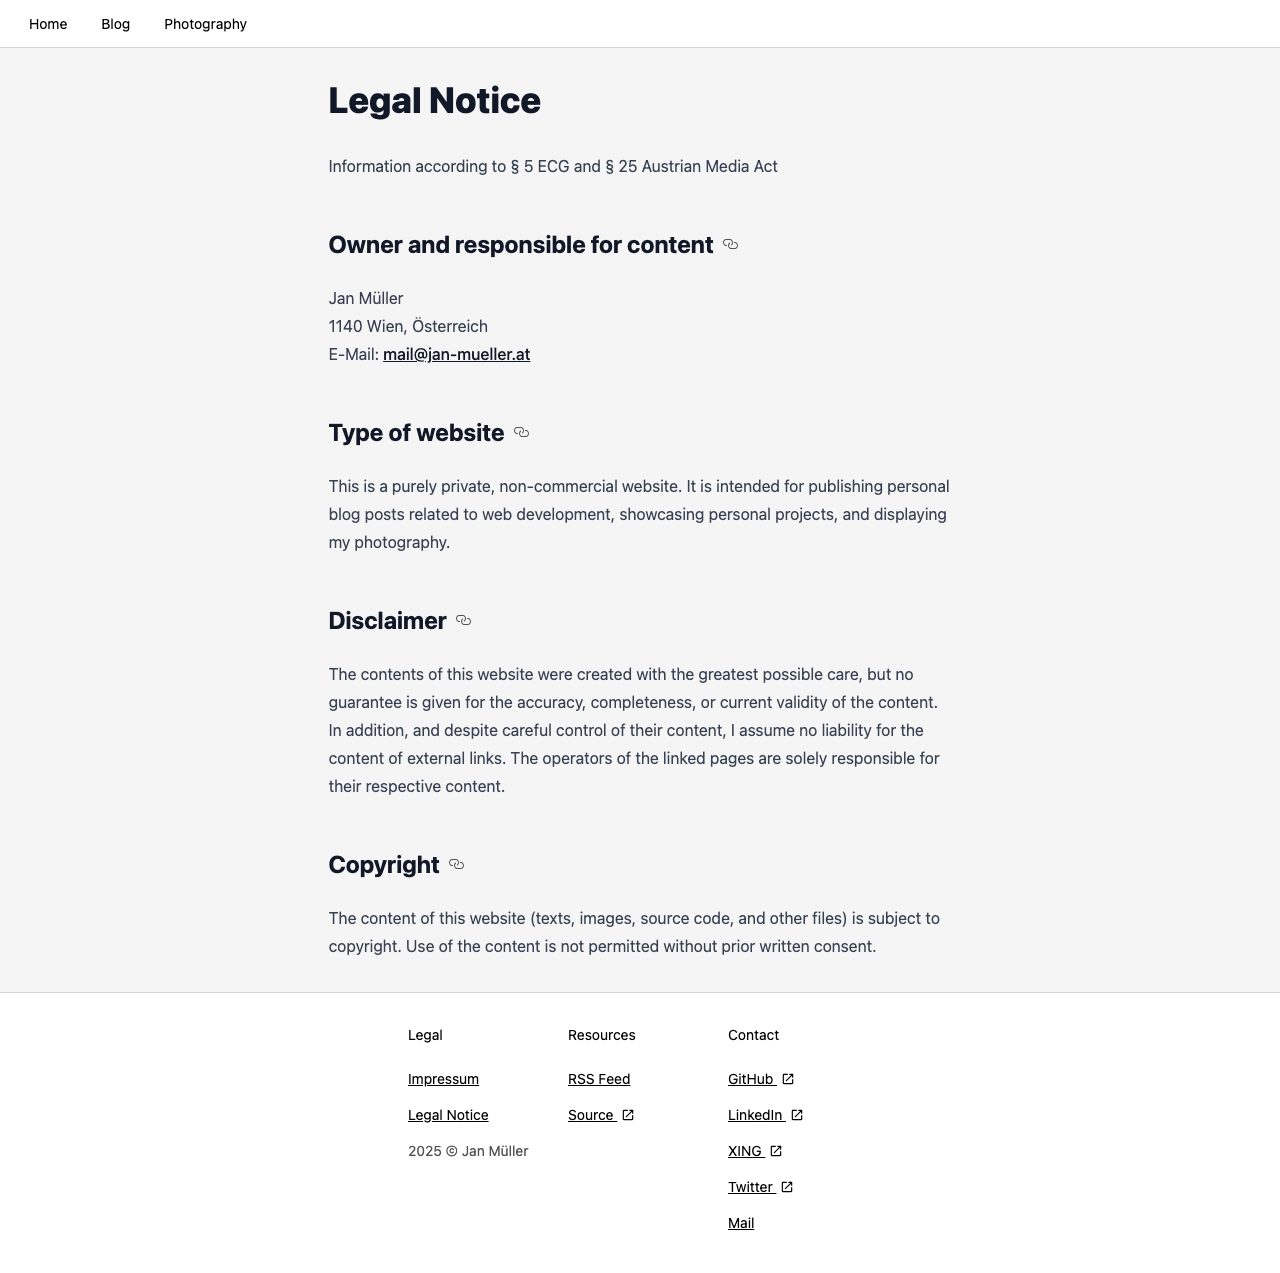 Home Blog Photography
Legal Notice
Information according to § 5 ECG and § 25 Austrian Media Act
Owner and responsible for content
Jan Müller
1140 Wien, Österreich
E-Mail: mail@jan-mueller.at
Type of website
This is a purely private, non-commercial website. It is intended for publishing personal
blog posts related to web development, showcasing personal projects, and displaying
my photography.
Disclaimer
The contents of this website were created with the greatest possible care, but no
guarantee is given for the accuracy, completeness, or current validity of the content.
In addition, and despite careful control of their content, I assume no liability for the
content of external links. The operators of the linked pages are solely responsible for
their respective content.
Copyright
The content of this website (texts, images, source code, and other files) is subject to
copyright. Use of the content is not permitted without prior written consent.
Legal
Impressum
Legal Notice
2025 © Jan Müller
Resources
RSS Feed
Source
Contact
GitHub
LinkedIn
XING
Twitter
Mail